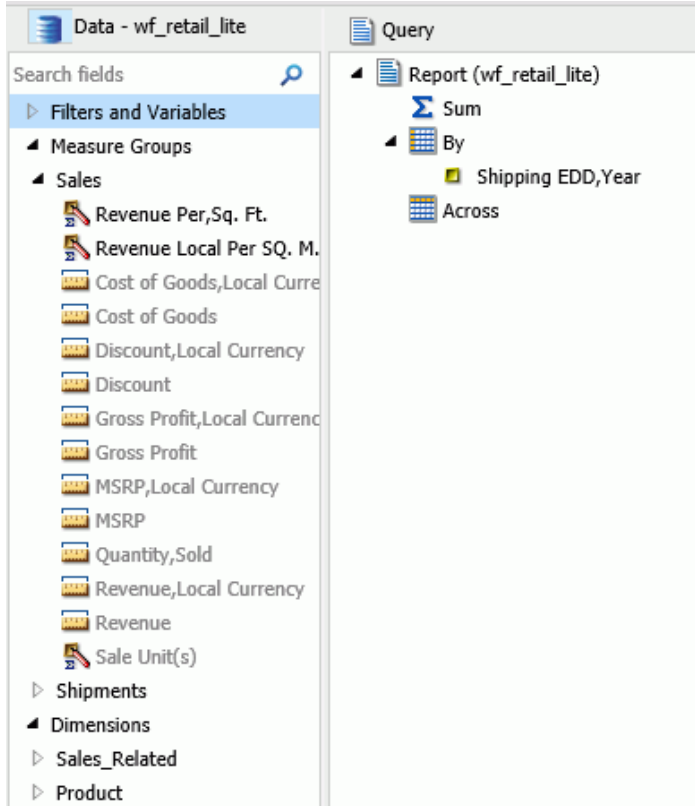 Data - wf_retail_lite
Search fields
Filters and Variables
Measure Groups
Sales
Revenue Per,Sq. Ft.
Revenue Local Per SQ. M.
Cost of Goods,Local Curre
Cost of Goods
Discount,Local Currency
Discount
Gross Profit,Local Currenc
Gross Profit
MSRP,Local Currency
MSRP
Quantity,Sold
Revenue,Local Currency
Revenue
Sale Unit(s)
Shipments
Dimensions
Sales_Related
Product
Query
Report (wf_retail_lite)
Sum
By
Shipping EDD,Year
Across